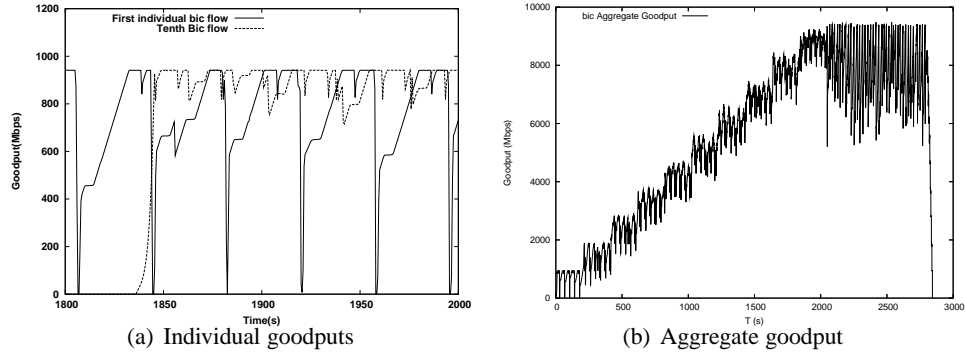 First individual bic flow
Tenth Bic flow
Goodput(Mbps)
1200
1000
800
600
400
200
0
1800
1850
1900
1950
2000
Time(s)
(a) Individual goodputs
bic Aggregate Goodput
Goodput (Mbps)
10000
8000
6000
4000
2000
0
0
500
1000
1500
2000
2500
3000
T (s)
(b) Aggregate goodput